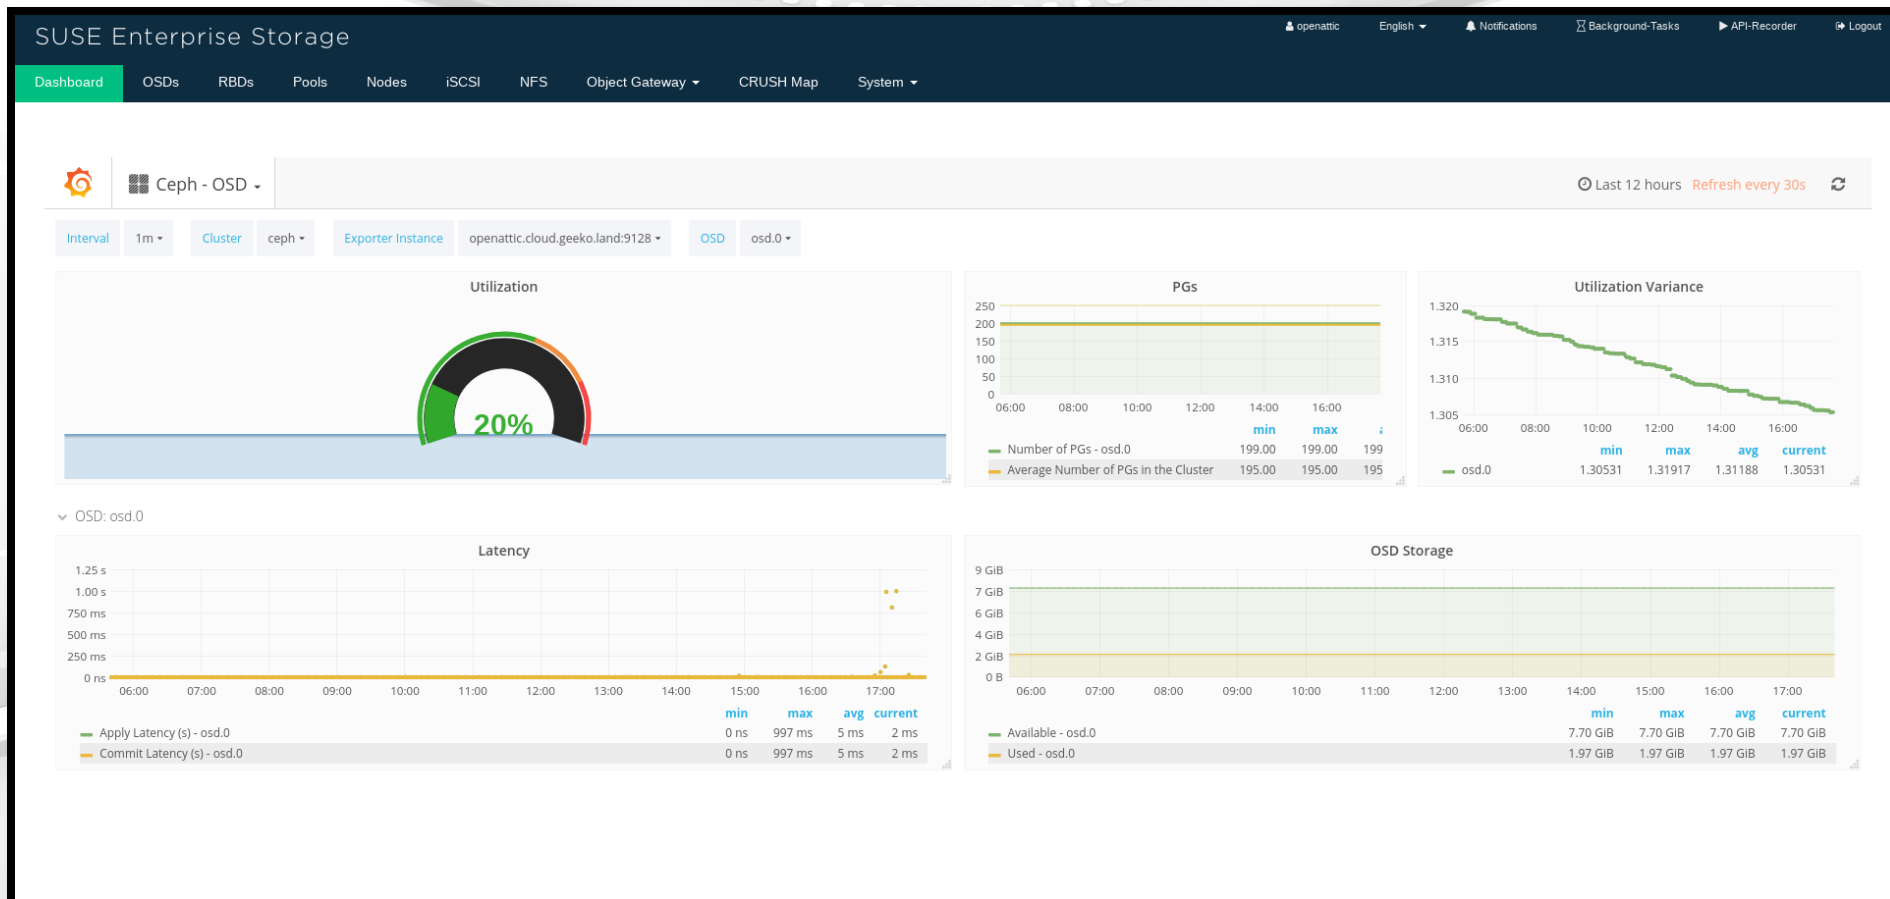 SUSE Enterprise Storage
openattic English Notifications Background-Tasks API-Recorder Logout
Dashboard OSDs RBDs Pools Nodes iSCSI NFS Object Gateway CRUSH Map System
Ceph - OSD
Last 12 hours Refresh every 30s
Interval 1m Cluster ceph Exporter Instance openattic.cloud.geeko.land:9128 OSD osd.0
Utilization
20%
PGs
250
200
150
100
50
0
06:00 08:00 10:00 12:00 14:00 16:00
min max
Number of PGs - osd.0 199.00 199.00 199
Average Number of PGs in the Cluster 195.00 195.00 195
Utilization Variance
1.320
1.315
1.310
1.305
06:00 08:00 10:00 12:00 14:00 16:00
min max avg current
osd.0 1.30531 1.31917 1.31188 1.30531
OSD: osd.0
Latency
1.25 s
1.00 s
750 ms
500 ms
250 ms
0 ns
06:00 07:00 08:00 09:00 10:00 11:00 12:00 13:00 14:00 15:00 16:00 17:00
min max avg current
Apply Latency (s) - osd.0 0 ns 997 ms 5 ms 2 ms
Commit Latency (s) - osd.0 0 ns 997 ms 5 ms 2 ms
OSD Storage
9 GiB
7 GiB
6 GiB
4 GiB
2 GiB
0 B
06:00 07:00 08:00 09:00 10:00 11:00 12:00 13:00 14:00 15:00 16:00 17:00
min max avg current
Available - osd.0 7.70 GiB 7.70 GiB 7.70 GiB 7.70 GiB
Used - osd.0 1.97 GiB 1.97 GiB 1.97 GiB 1.97 GiB